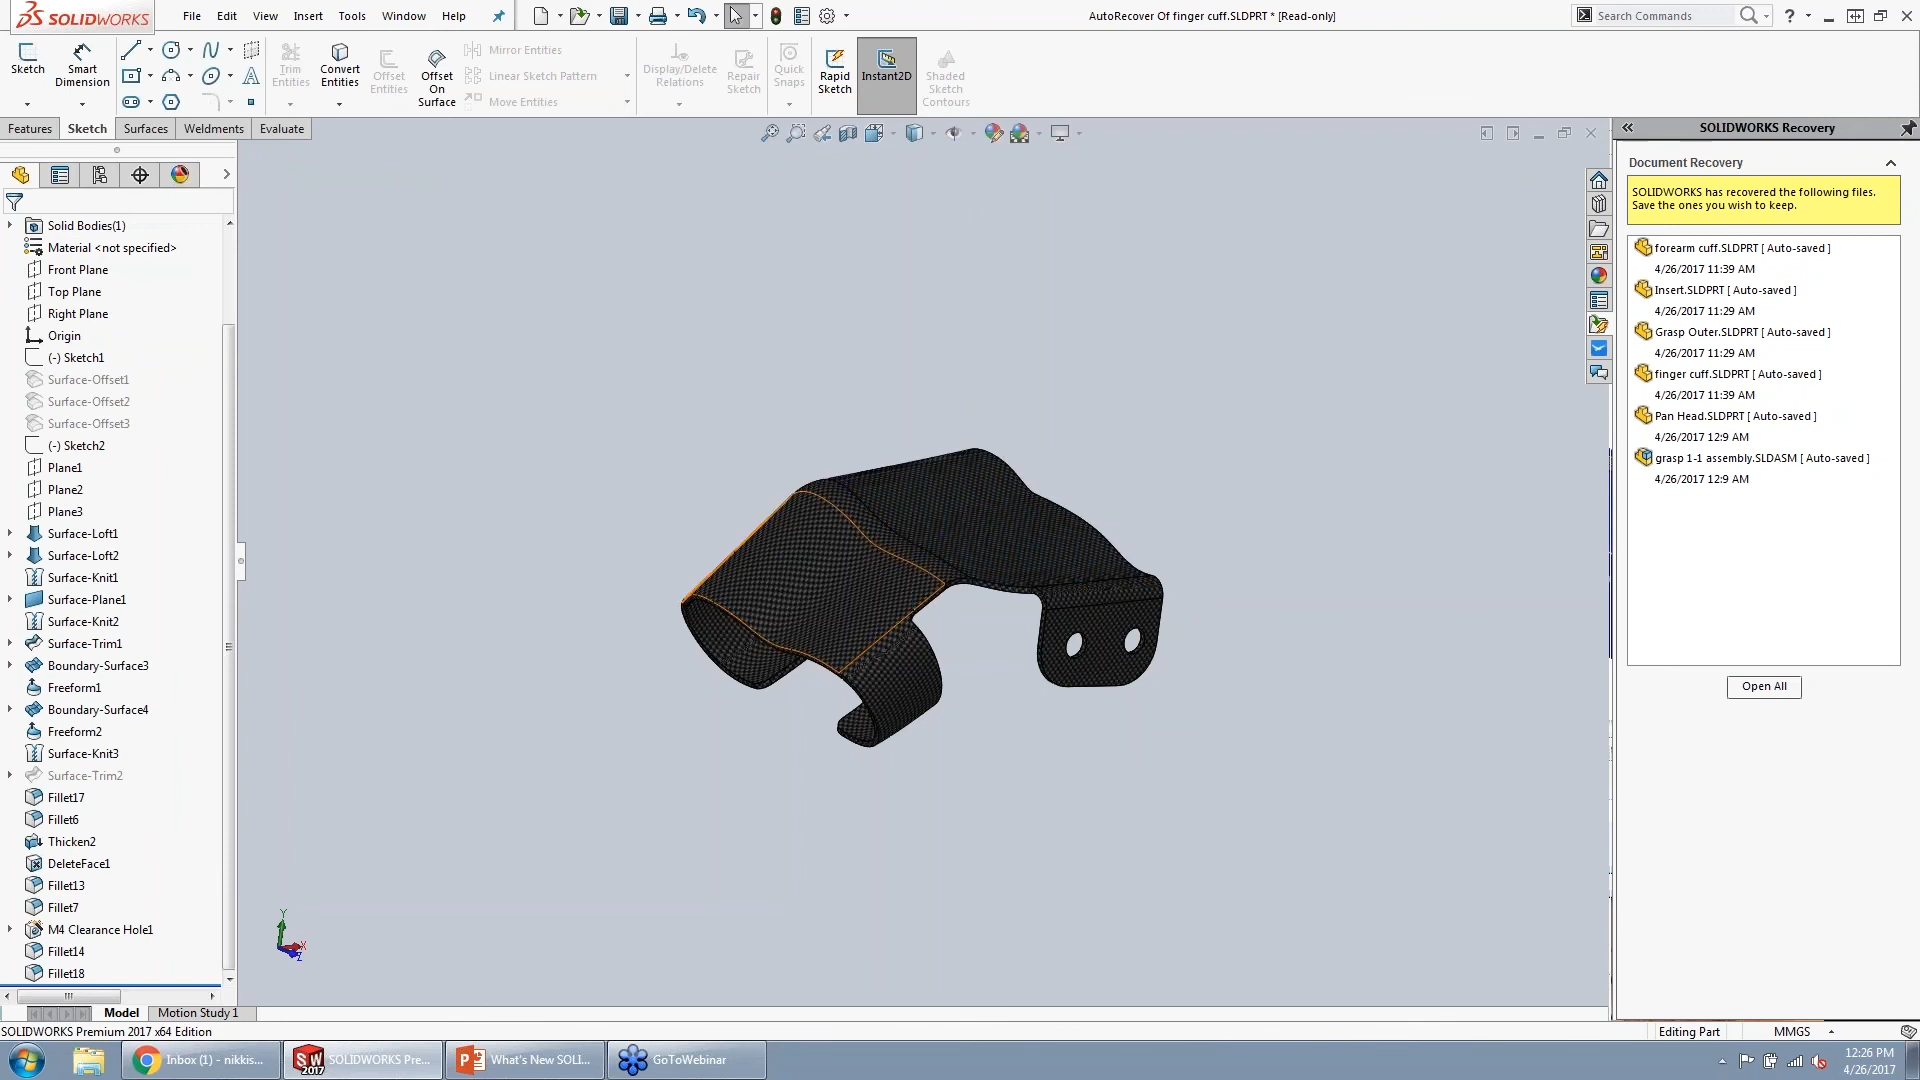 SOLIDWORKS
File Edit View Insert Tools Window Help
AutoRecover Of finger cuff.SLDPRT * [Read-only]
Search Commands
Sketch
Smart Dimension
Trim Entities
Convert Entities
Offset Entities
Offset On Surface
Mirror Entities
Linear Sketch Pattern
Move Entities
Display/Delete Relations
Repair Sketch
Quick Snaps
Rapid Sketch
Instant2D
Shaded Sketch Contours
Features Sketch Surfaces Weldments Evaluate
Solid Bodies(1)
Material <not specified>
Front Plane
Top Plane
Right Plane
Origin
(-) Sketch1
Surface-Offset1
Surface-Offset2
Surface-Offset3
(-) Sketch2
Plane1
Plane2
Plane3
Surface-Loft1
Surface-Loft2
Surface-Knit1
Surface-Plane1
Surface-Knit2
Surface-Trim1
Boundary-Surface3
Freeform1
Boundary-Surface4
Freeform2
Surface-Knit3
Surface-Trim2
Fillet17
Fillet6
Thicken2
DeleteFace1
Fillet13
Fillet7
M4 Clearance Hole1
Fillet14
Fillet18
Y
X
Z
SOLIDWORKS Recovery
Document Recovery
SOLIDWORKS has recovered the following files.
Save the ones you wish to keep.
forearm cuff.SLDPRT [ Auto-saved ]
4/26/2017 11:39 AM
Insert.SLDPRT [ Auto-saved ]
4/26/2017 11:29 AM
Grasp Outer.SLDPRT [ Auto-saved ]
4/26/2017 11:29 AM
finger cuff.SLDPRT [ Auto-saved ]
4/26/2017 11:39 AM
Pan Head.SLDPRT [ Auto-saved ]
4/26/2017 12:9 AM
grasp 1-1 assembly.SLDASM [ Auto-saved ]
4/26/2017 12:9 AM
Open All
Model Motion Study 1
SOLIDWORKS Premium 2017 x64 Edition
Editing Part MMGS
Inbox (1) - nikkis...
SW 2017
SOLIDWORKS Pre...
What's New SOLI...
GoToWebinar
12:26 PM
4/26/2017